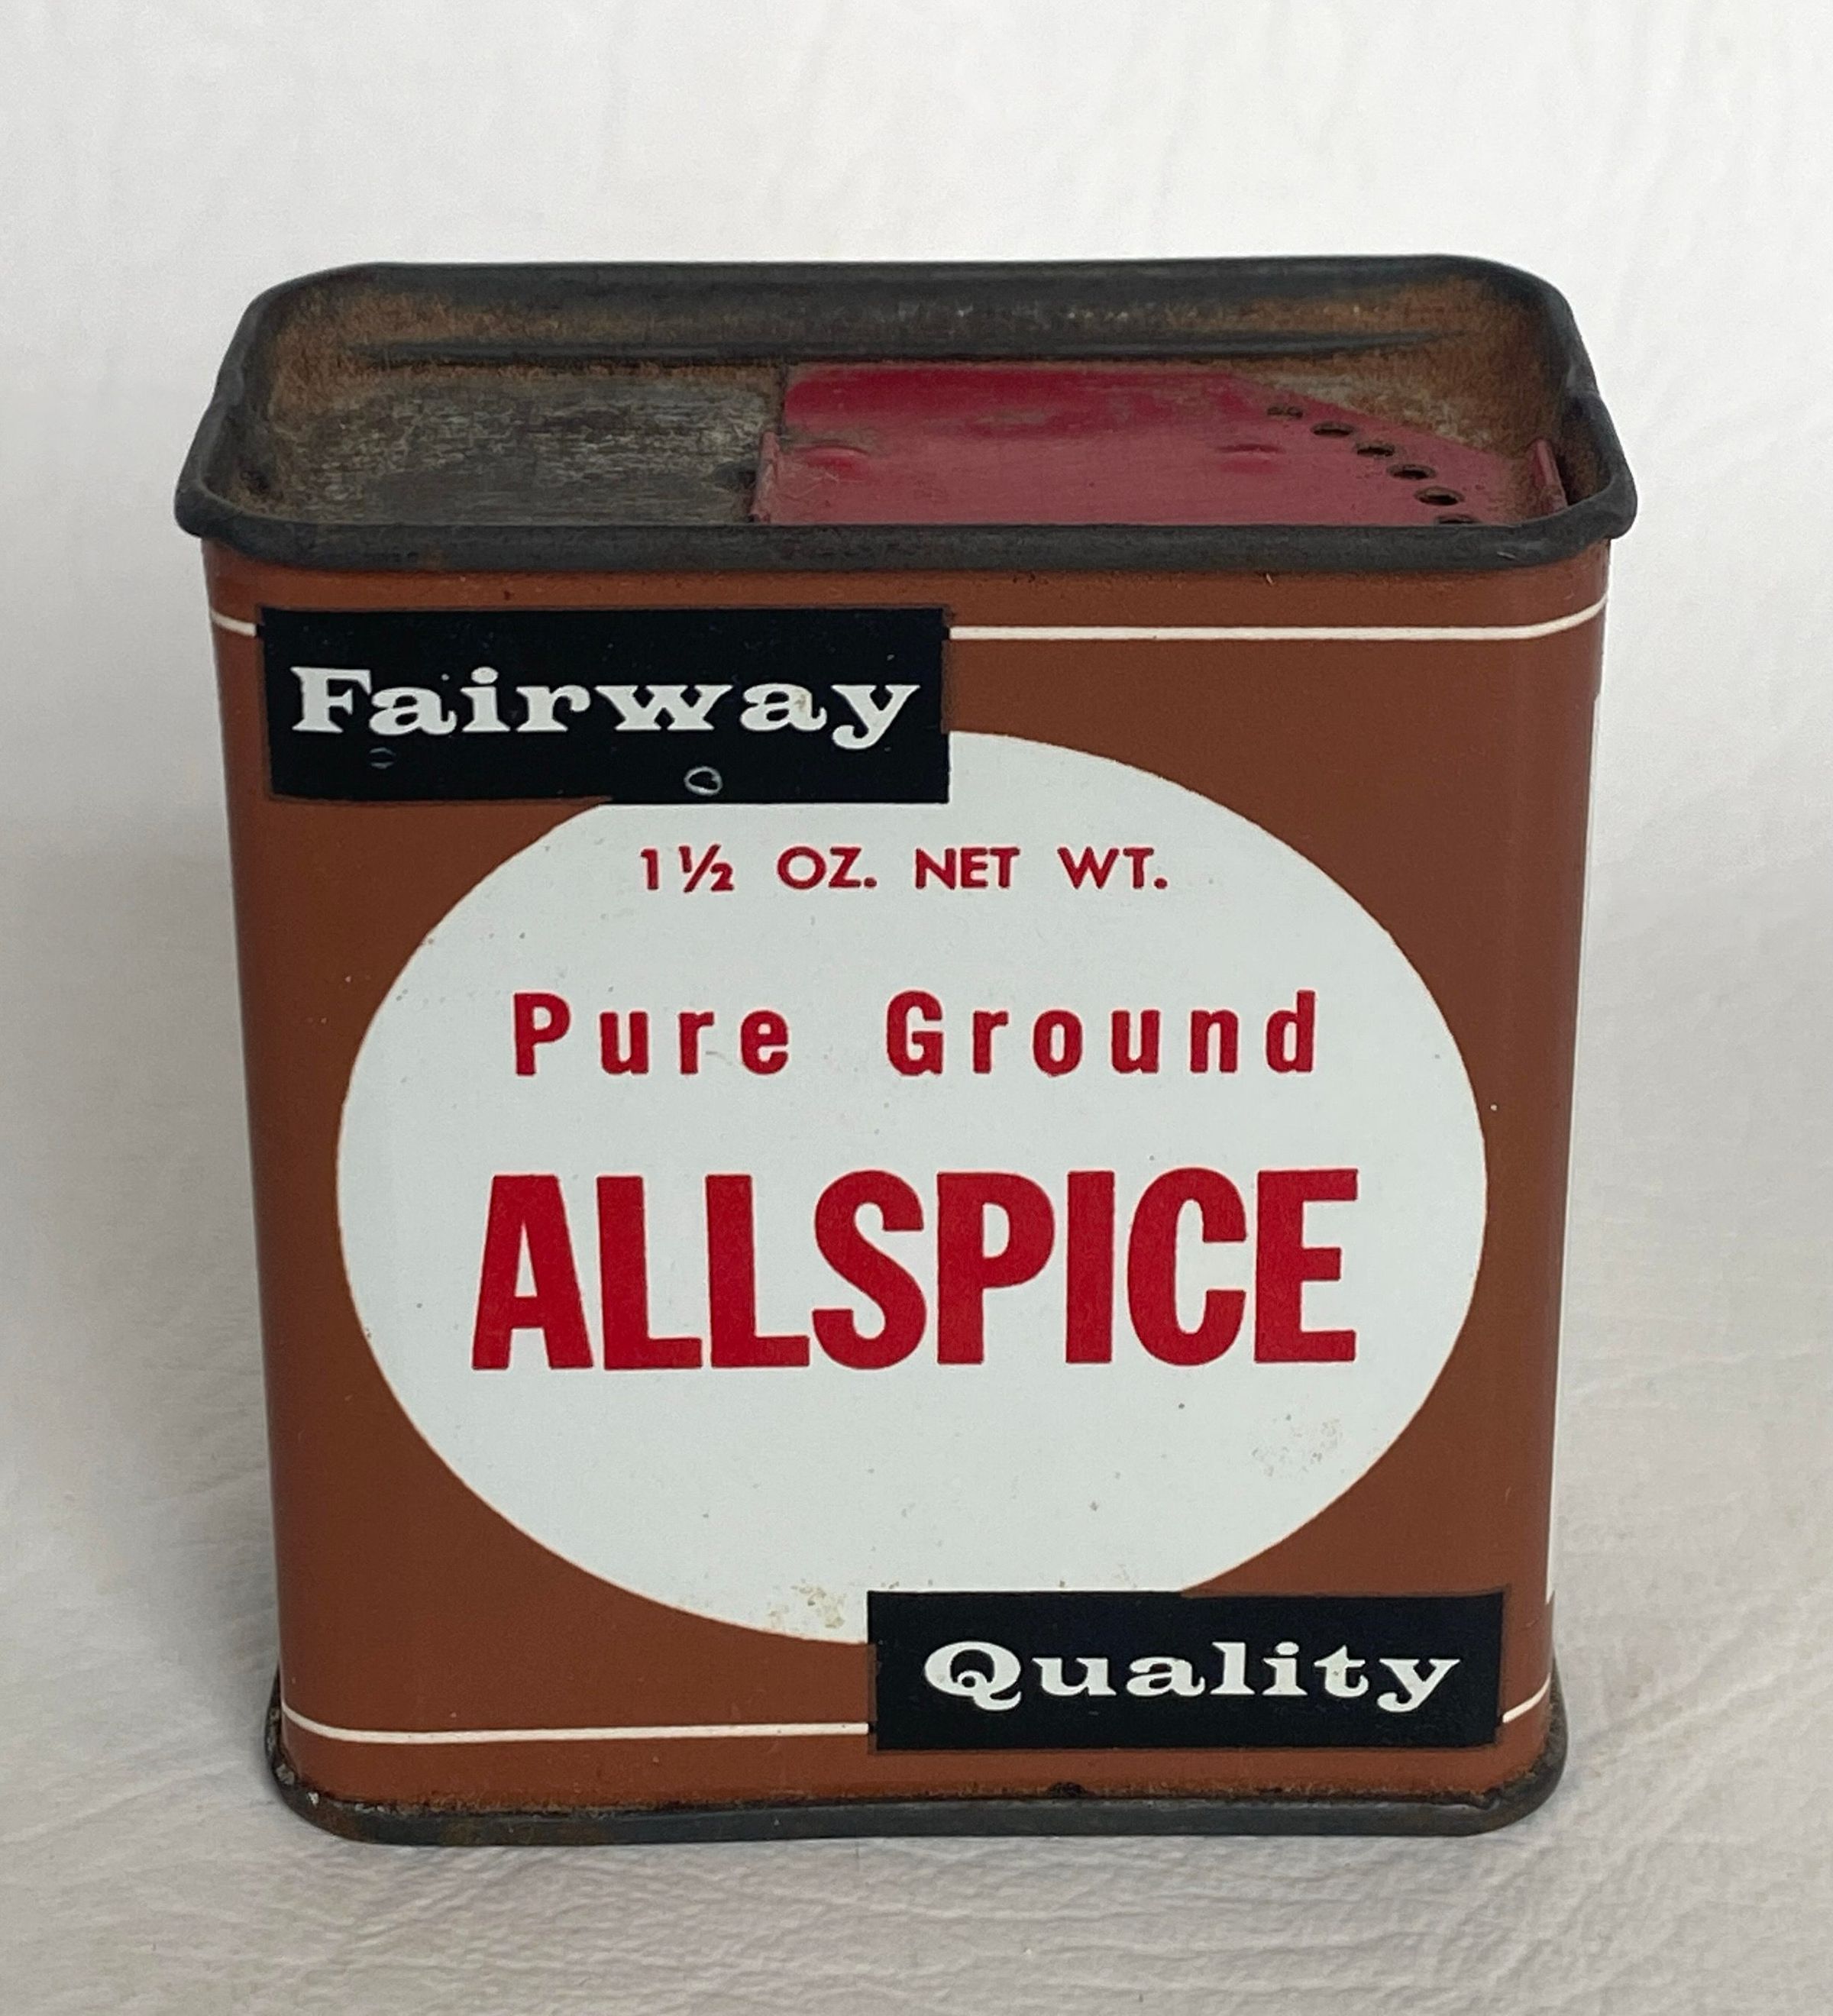 Fairway
1½ OZ. NET WT.
Pure Ground
ALLSPICE
Quality